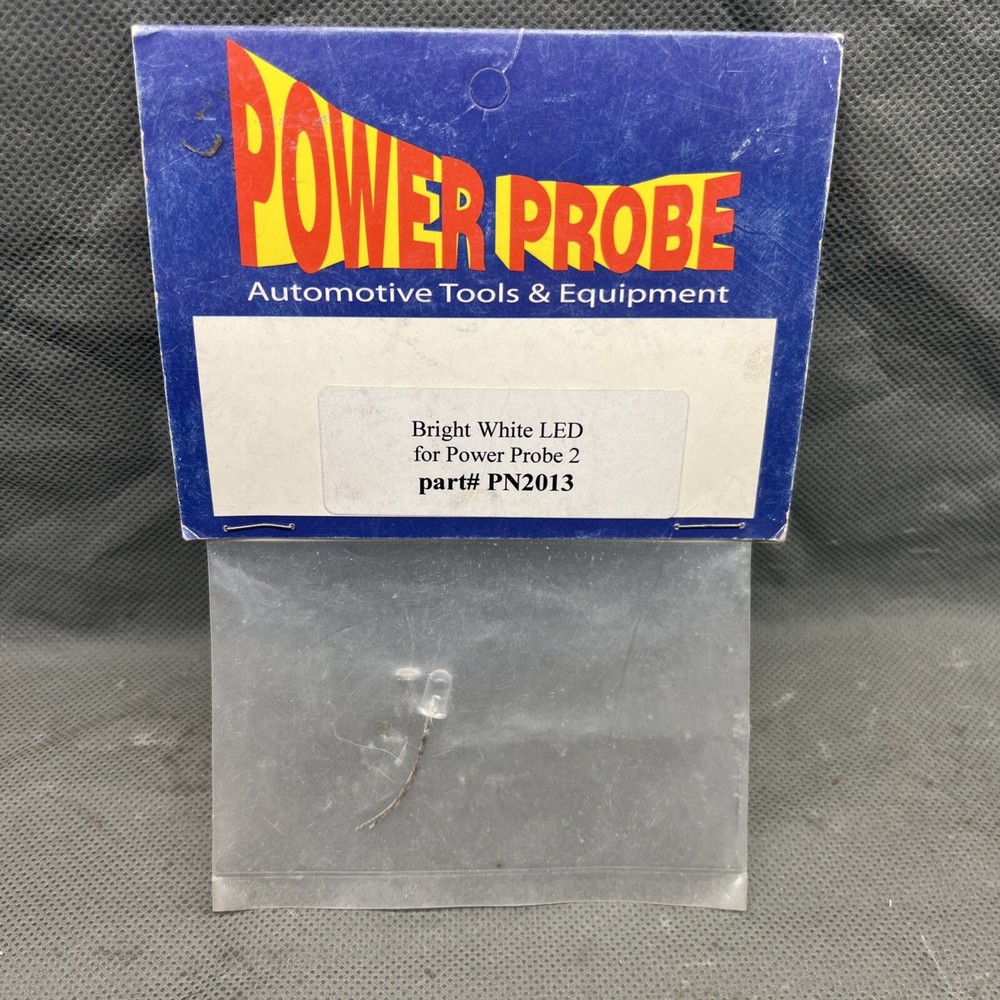 POWER PROBE
Automotive Tools & Equipment
Bright White LED
for Power Probe 2
part# PN2013